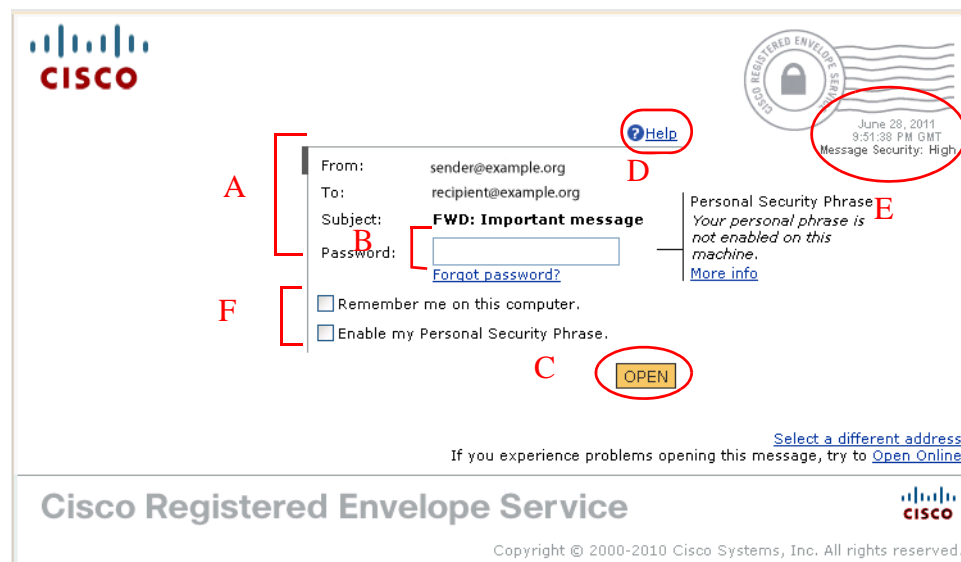 CISCO
CISCO REGISTERED ENVELOPE SERVICE
June 28, 2011
9:51:38 PM GMT
Message Security: High
E
?Help
D
A
From: sender@example.org
To: recipient@example.org
Subject: FWD: Important message
B
Password:
Forgot password?
Personal Security Phrase
Your personal phrase is
not enabled on this
machine.
More info
F
Remember me on this computer.
Enable my Personal Security Phrase.
C
OPEN
Select a different address
If you experience problems opening this message, try to Open Online
Cisco Registered Envelope Service
CISCO
Copyright © 2000-2010 Cisco Systems, Inc. All rights reserved.